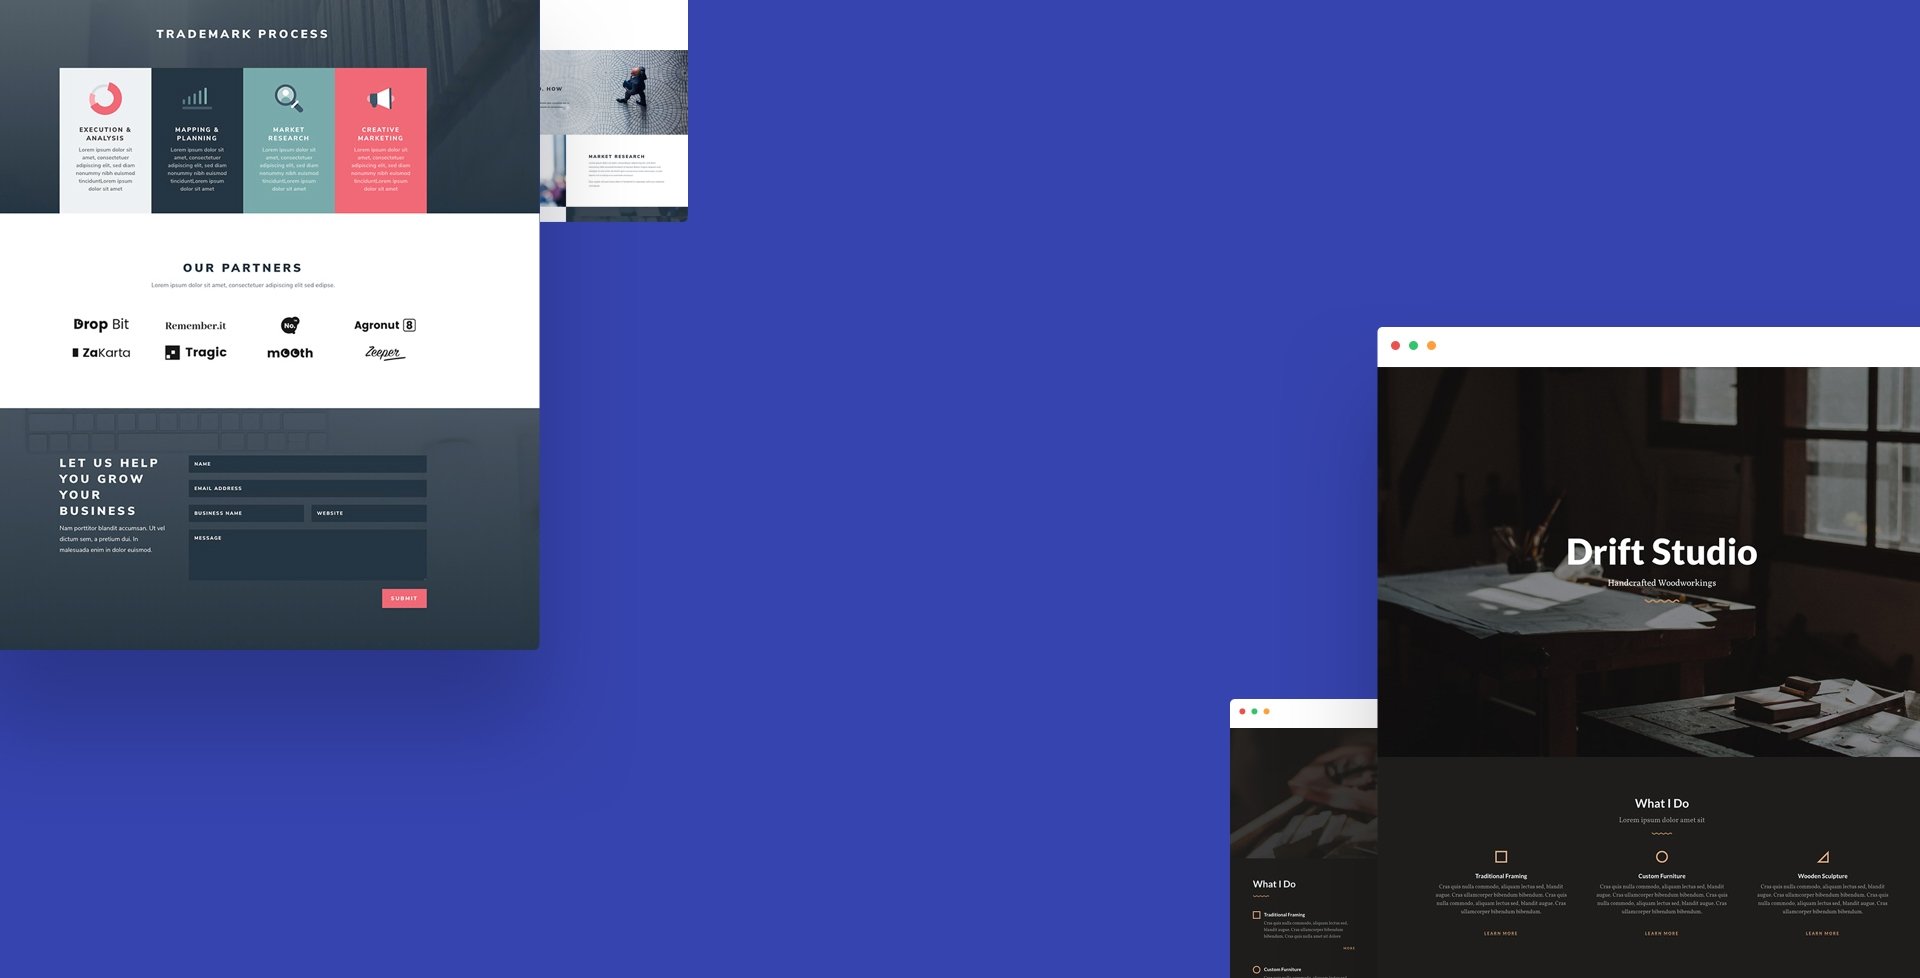 TRADEMARK PROCESS
EXECUTION &
ANALYSIS
Lorem ipsum dolor sit
amet, consectetuer
adipiscing elit, sed diam
nonummy nibh euismod
tinciduntLorem ipsum
dolor sit amet
MAPPING &
PLANNING
Lorem ipsum dolor sit
amet, consectetuer
adipiscing elit, sed diam
nonummy nibh euismod
tinciduntLorem ipsum
dolor sit amet
MARKET
RESEARCH
Lorem ipsum dolor sit
amet, consectetuer
adipiscing elit, sed diam
nonummy nibh euismod
tinciduntLorem ipsum
dolor sit amet
CREATIVE
MARKETING
Lorem ipsum dolor sit
amet, consectetuer
adipiscing elit, sed diam
nonummy nibh euismod
tinciduntLorem ipsum
dolor sit amet
HOW
MARKET RESEARCH
OUR PARTNERS
Lorem ipsum dolor sit amet, consectetuer adipiscing elit sed edipse.
Drop Bit
Remember.it
No.
Agronut 8
ZaKarta
Tragic
mooth
Zeeper
LET US HELP
YOU GROW
YOUR
BUSINESS
Nam porttitor blandit accumsan. Ut vel
dictum sem, a pretium dui. In
malesuada enim in dolor euismod.
NAME
EMAIL ADDRESS
BUSINESS NAME
WEBSITE
MESSAGE
SUBMIT
Drift Studio
Handcrafted Woodworkings
What I Do
Lorem ipsum dolor amet sit
Traditional Framing
Cras quis nulla commodo, aliquam lectus sed, blandit
augue. Cras ullamcorper bibendum bibendum. Cras quis
nulla commodo, aliquam lectus sed, blandit augue. Cras
ullamcorper bibendum bibendum.
LEARN MORE
Custom Furniture
Cras quis nulla commodo, aliquam lectus sed, blandit
augue. Cras ullamcorper bibendum bibendum. Cras quis
nulla commodo, aliquam lectus sed, blandit augue. Cras
ullamcorper bibendum bibendum.
LEARN MORE
Wooden Sculpture
Cras quis nulla commodo, aliquam lectus sed, blandit
augue. Cras ullamcorper bibendum bibendum. Cras quis
nulla commodo, aliquam lectus sed, blandit augue. Cras
ullamcorper bibendum bibendum.
LEARN MORE
What I Do
Traditional Framing
Cras quis nulla commodo, aliquam lectus sed,
blandit augue. Cras ullamcorper bibendum
bibendum. Cras quis nulla amet sit dolore
MORE
Custom Furniture